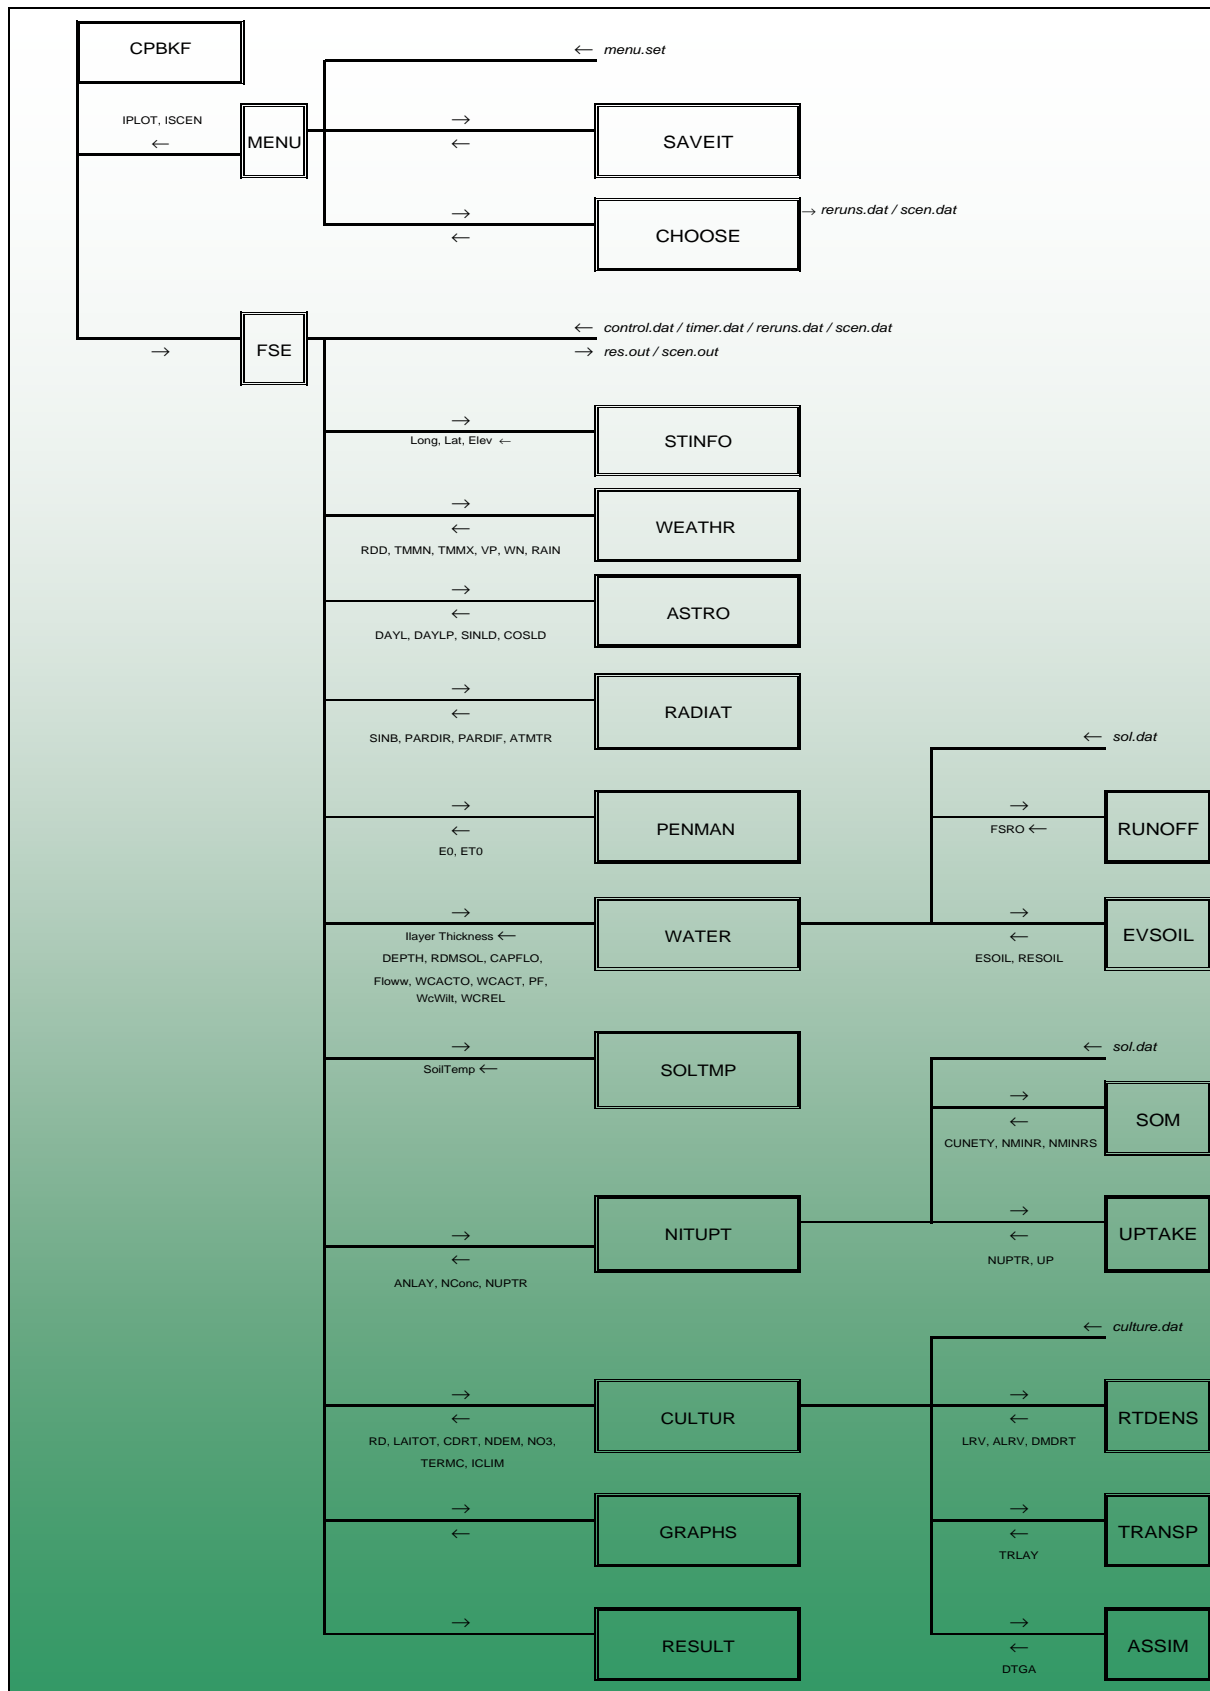 CPBKF
← menu.set
IPLOT, ISCEN
←
MENU
→
←
SAVEIT
→
←
CHOOSE
→ reruns.dat / scen.dat
→
FSE
← control.dat / timer.dat / reruns.dat / scen.dat
→ res.out / scen.out
→
Long, Lat, Elev ←
STINFO
→
←
RDD, TMMN, TMMX, VP, WN, RAIN
WEATHR
→
←
DAYL, DAYLP, SINLD, COSLD
ASTRO
→
←
SINB, PARDIR, PARDIF, ATMTR
RADIAT
→
←
E0, ET0
PENMAN
→
Ilayer Thickness ←
DEPTH, RDMSOL, CAPFLO,
Floww, WCACTO, WCACT, PF,
WcWilt, WCREL
WATER
← sol.dat
→
FSRO ←
RUNOFF
→
←
ESOIL, RESOIL
EVSOIL
→
SoilTemp ←
SOLTMP
→
←
ANLAY, NConc, NUPTR
NITUPT
← sol.dat
→
←
CUNETY, NMINR, NMINRS
SOM
→
←
NUPTR, UP
UPTAKE
→
←
RD, LAITOT, CDRT, NDEM, NO3,
TERMC, ICLIM
CULTUR
← culture.dat
→
←
LRV, ALRV, DMDRT
RTDENS
→
←
TRLAY
TRANSP
→
←
DTGA
ASSIM
→
←
GRAPHS
→
RESULT